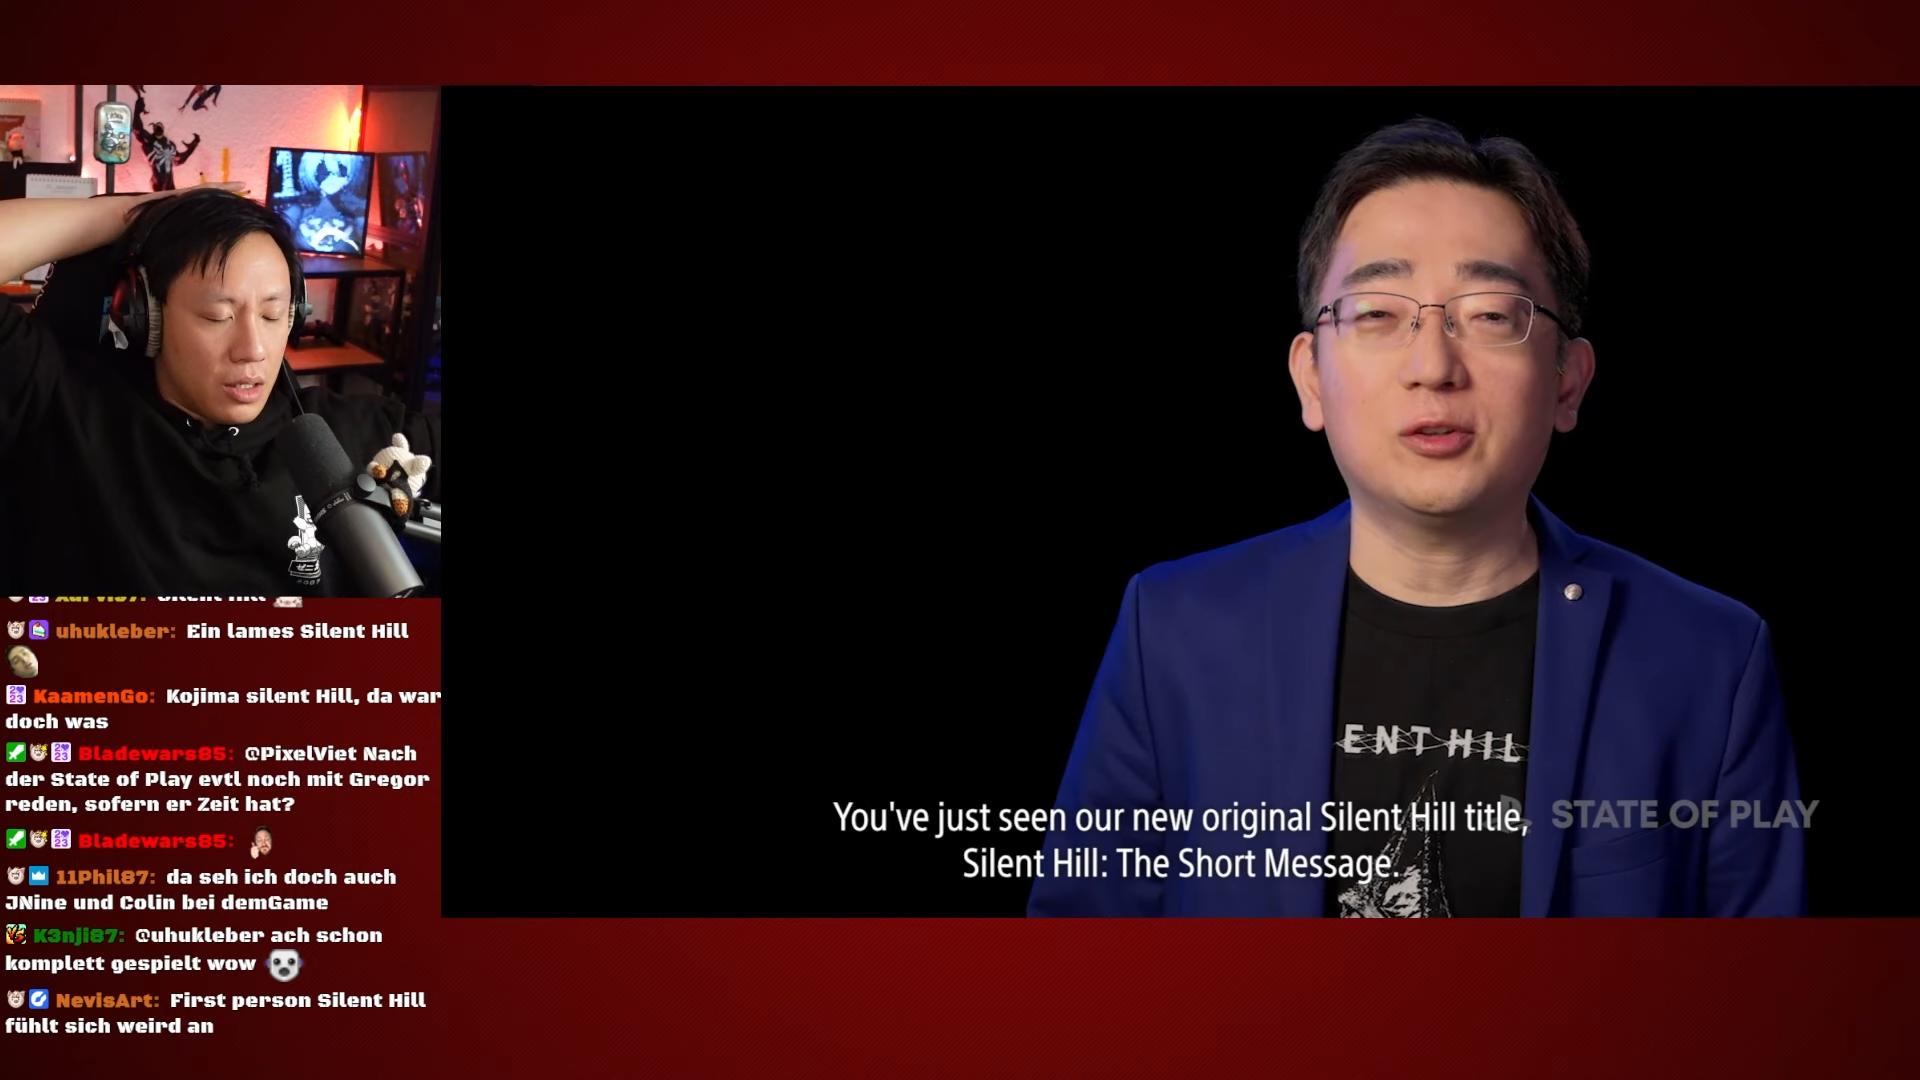 uhukleber: Ein lames Silent Hill
KaamenGo: Kojima silent Hill, da war
doch was
Bladewars85: @PixelViet Nach
der State of Play evtl noch mit Gregor
reden, sofern er Zeit hat?
Bladewars85:
11Phil87: da seh ich doch auch
JNine und Colin bei demGame
K3nji87: @uhukleber ach schon
komplett gespielt wow
NevisArt: First person Silent Hill
fühlt sich weird an
ENT HIL
You've just seen our new original Silent Hill title,
Silent Hill: The Short Message.
STATE OF PLAY